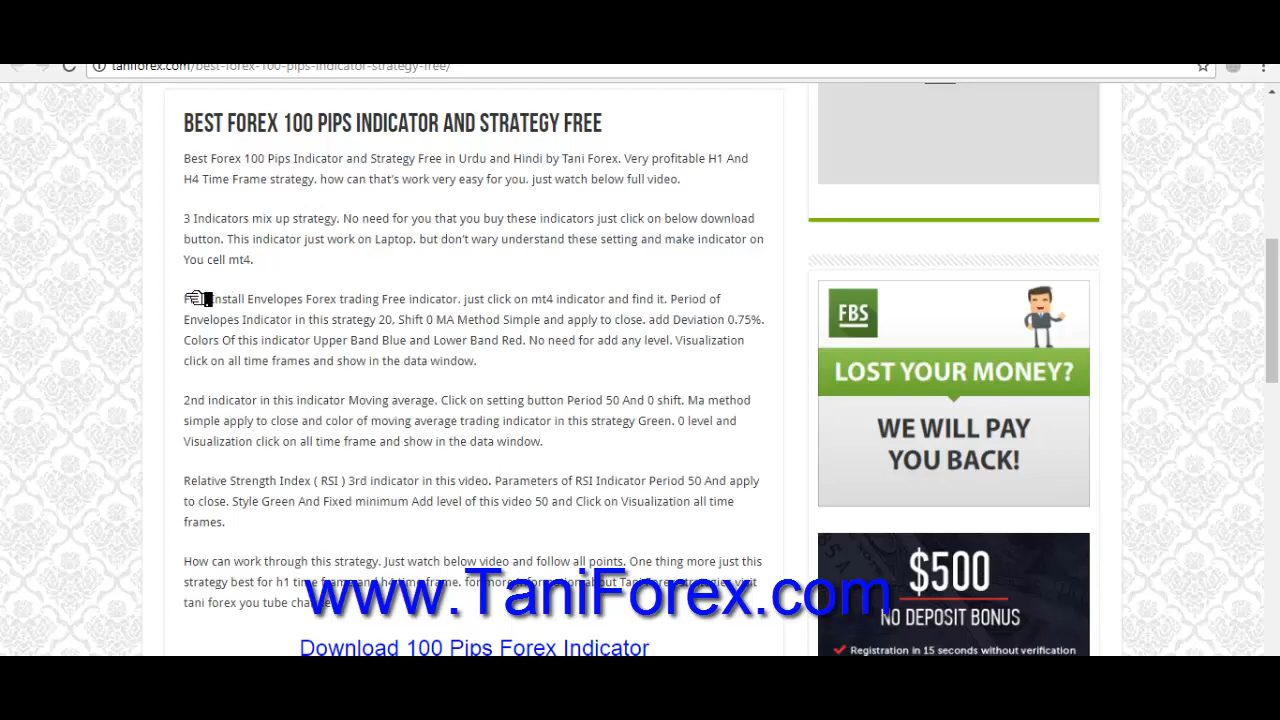 taniforex.com/best-forex-100-pips-indicator-strategy-free/
BEST FOREX 100 PIPS INDICATOR AND STRATEGY FREE
Best Forex 100 Pips Indicator and Strategy Free in Urdu and Hindi by Tani Forex. Very profitable H1 And
H4 Time Frame strategy. how can that's work very easy for you. just watch below full video.
3 Indicators mix up strategy. No need for you that you buy these indicators just click on below download
button. This indicator just work on Laptop. but don't wary understand these setting and make indicator on
You cell mt4.
Install Envelopes Forex trading Free indicator. just click on mt4 indicator and find it. Period of
Envelopes Indicator in this strategy 20, Shift 0 MA Method Simple and apply to close. add Deviation 0.75%.
Colors Of this indicator Upper Band Blue and Lower Band Red. No need for add any level. Visualization
click on all time frames and show in the data window.
2nd indicator in this indicator Moving average. Click on setting button Period 50 And 0 shift. Ma method
simple apply to close and color of moving average trading indicator in this strategy Green. 0 level and
Visualization click on all time frame and show in the data window.
Relative Strength Index ( RSI ) 3rd indicator in this video. Parameters of RSI Indicator Period 50 And apply
to close. Style Green And Fixed minimum Add level of this video 50 and Click on Visualization all time
frames.
How can work through this strategy. Just watch below video and follow all points. One thing more just this
strategy best for h1 time frame and h4 time frame. for more information about Tani forex strategies visit
tani forex you tube
www.TaniForex.com
Download 100 Pips Forex Indicator
FBS
LOST YOUR MONEY?
WE WILL PAY
YOU BACK!
$500
NO DEPOSIT BONUS
Registration in 15 seconds without verification